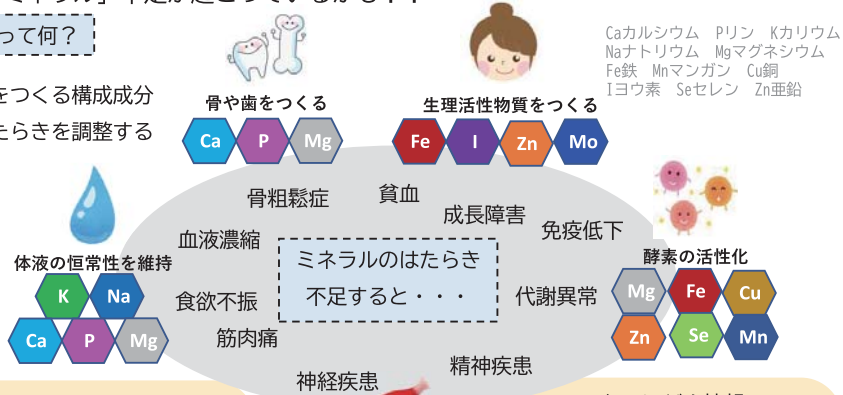 って何？
をつくる構成成分
たらきを調整する
Caカルシウム Pリン Kカリウム
Naナトリウム Mgマグネシウム
Fe鉄 Mnマンガン Cu銅
Iヨウ素 Seセレン Zn亜鉛
骨や歯をつくる
Ca P Mg
生理活性物質をつくる
Fe I Zn Mo
骨粗鬆症
貧血
成長障害
免疫低下
血液濃縮
体液の恒常性を維持
K Na
Ca P Mg
ミネラルのはたらき
不足すると・・・
酵素の活性化
Mg Fe Cu
Zn Se Mn
食欲不振
代謝異常
筋肉痛
神経疾患
精神疾患